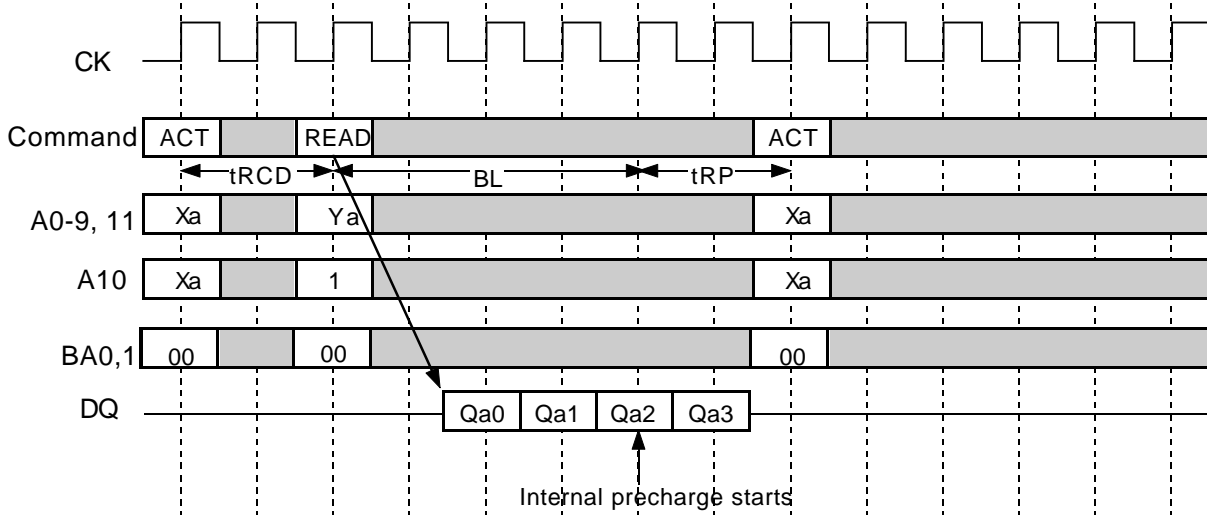 CK
Command ACT READ ACT
tRCD BL tRP
A0-9, 11 Xa Ya Xa
A10 Xa 1 Xa
BA0,1 00 00 00
DQ Qa0 Qa1 Qa2 Qa3
Internal precharge starts